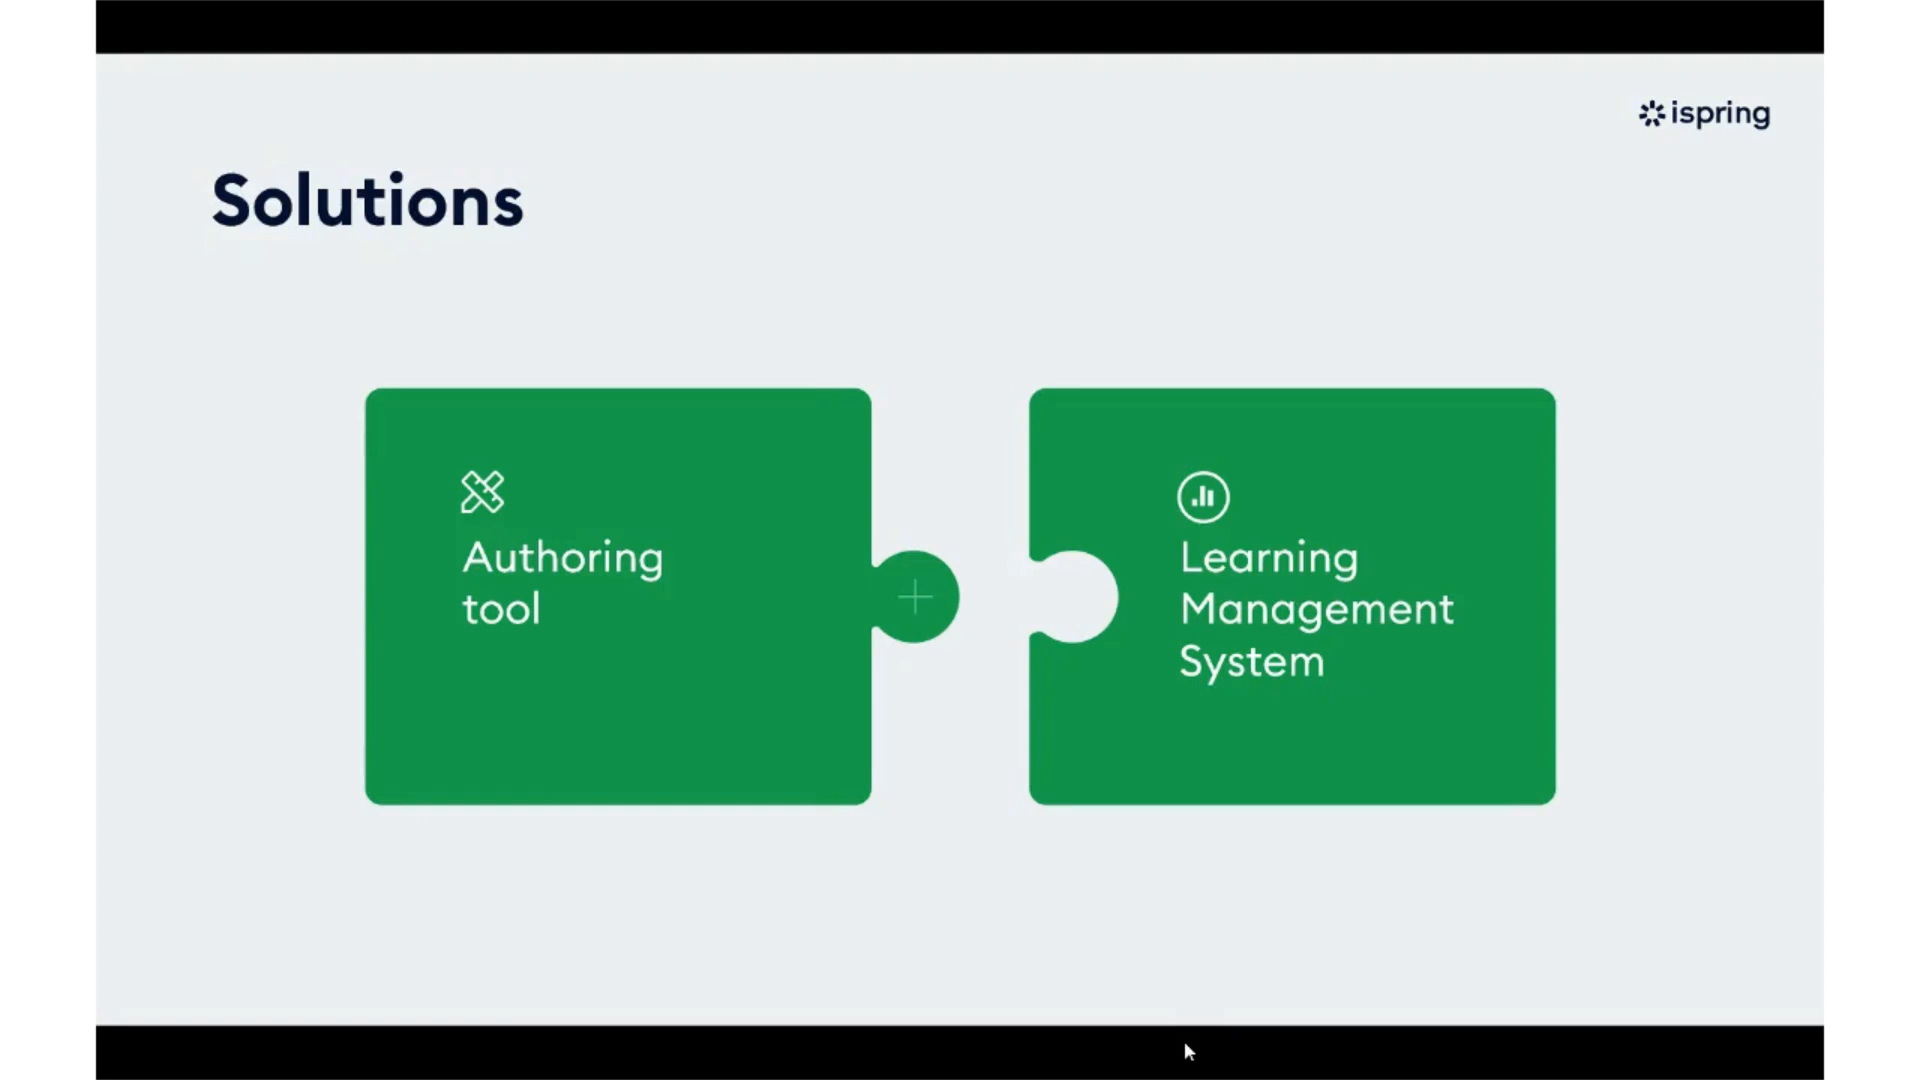 ispring
Solutions
Authoring
tool
Learning
Management
System